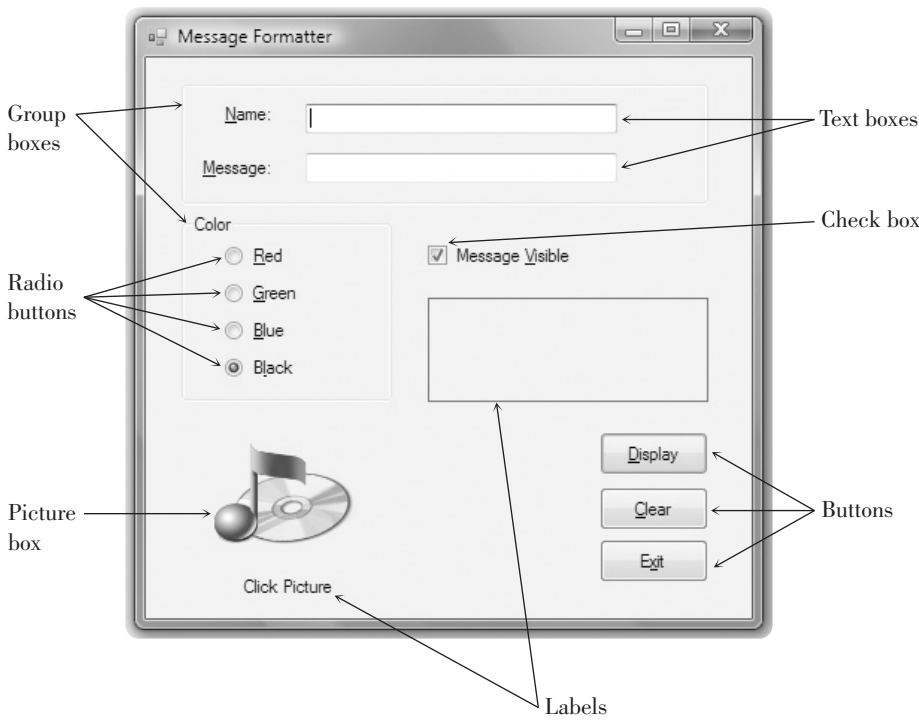 Message Formatter
Group
boxes
Name:
Text boxes
Message:
Color
Check box
Red
Message Visible
Radio
buttons
Green
Blue
Black
Display
Picture
box
Clear
Buttons
Exit
Click Picture
Labels